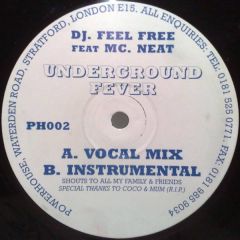 POWERHOUSE, WATERDEN ROAD, STRATFORD, LONDON E15. ALL ENQUIRIES: TEL: 0181 585 0771 - FAX: 0181 985 9034
DJ. FEEL FREE
FEAT MC. NEAT
UNDERGROUND
FEVER
PH002
A. VOCAL MIX
B. INSTRUMENTAL
SHOUTS TO ALL MY FAMILY & FRIENDS
SPECIAL THANKS TO COCO & MUM (R.I.P.)